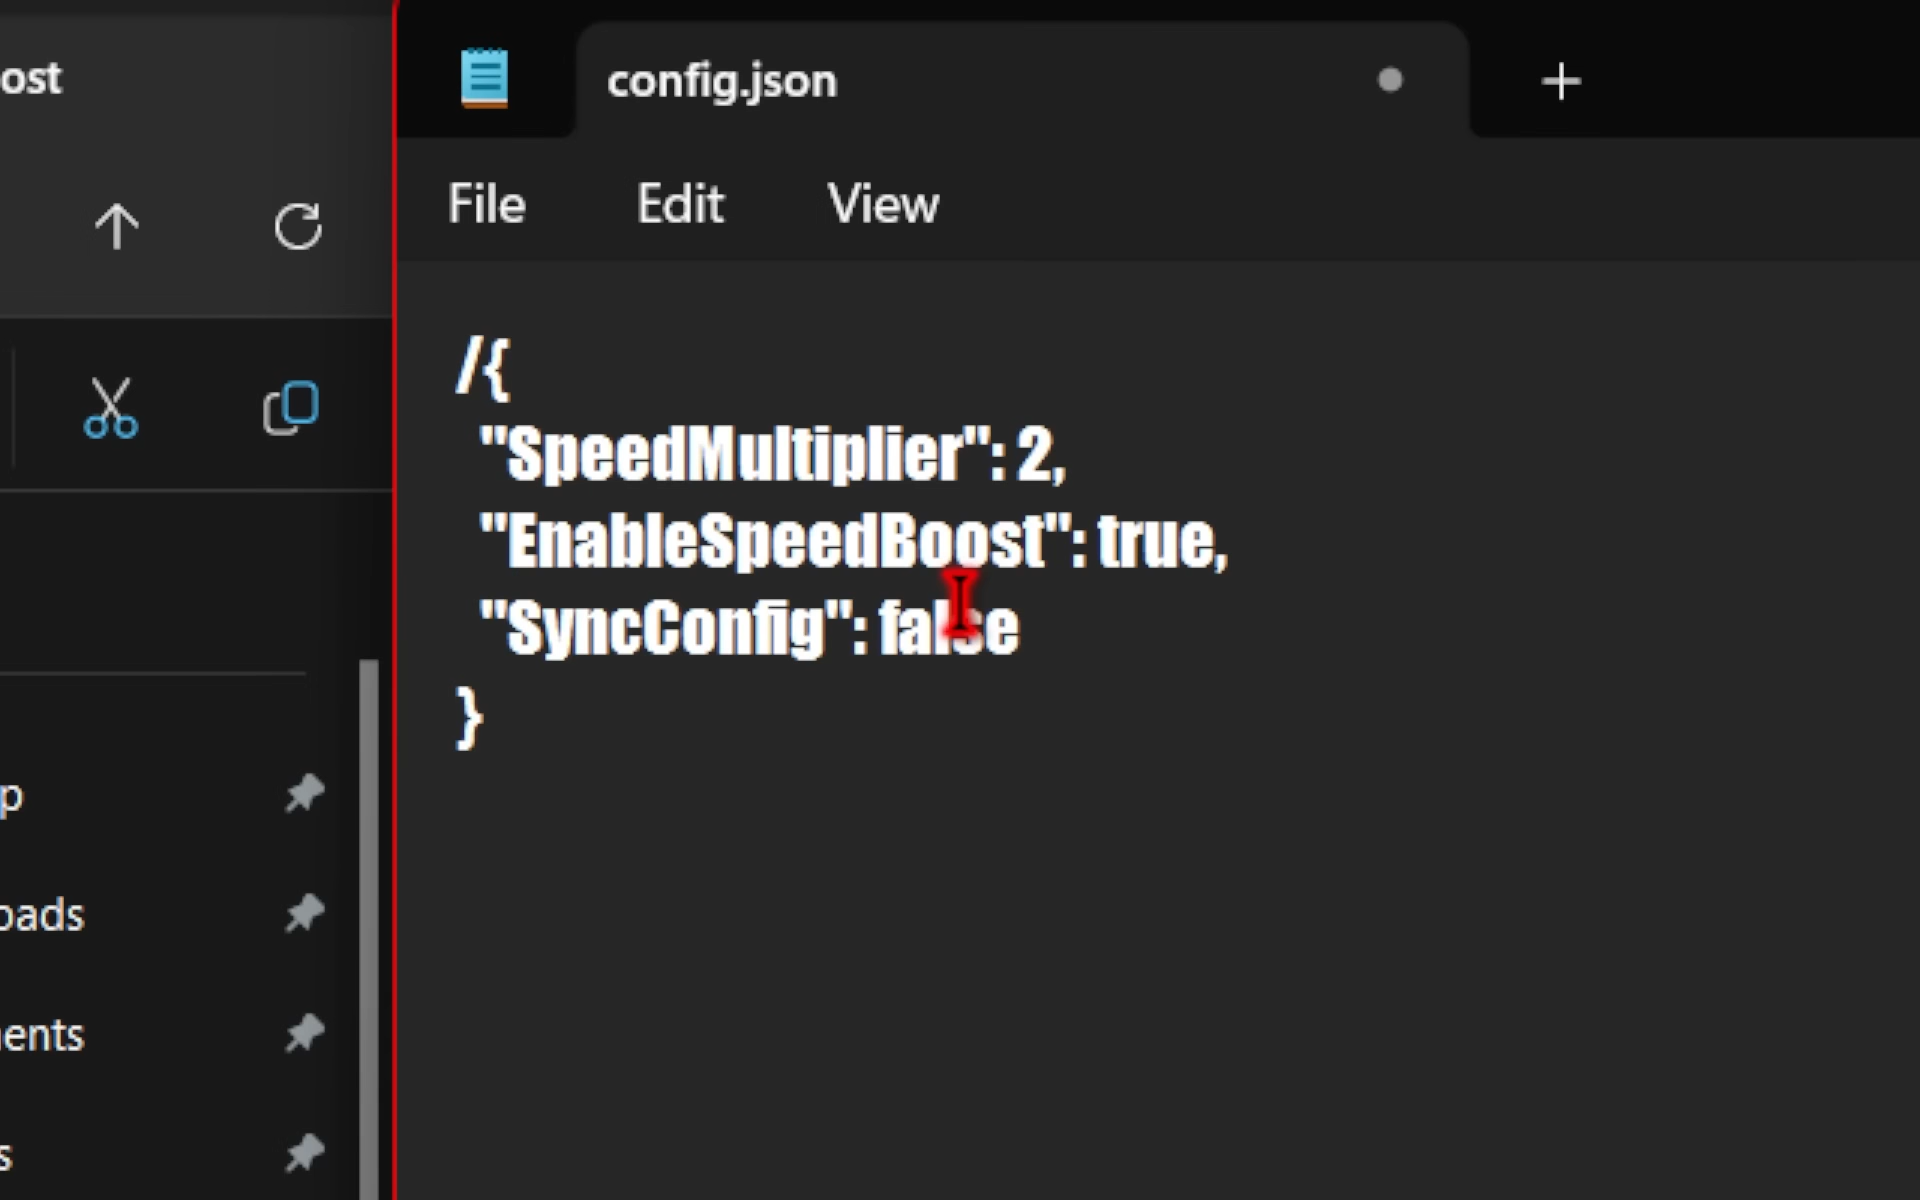 ost
config.json
File Edit View
/{
"SpeedMultiplier": 2,
"EnableSpeedBoost": true,
"SyncConfig": false
}
p
oads
ents
s